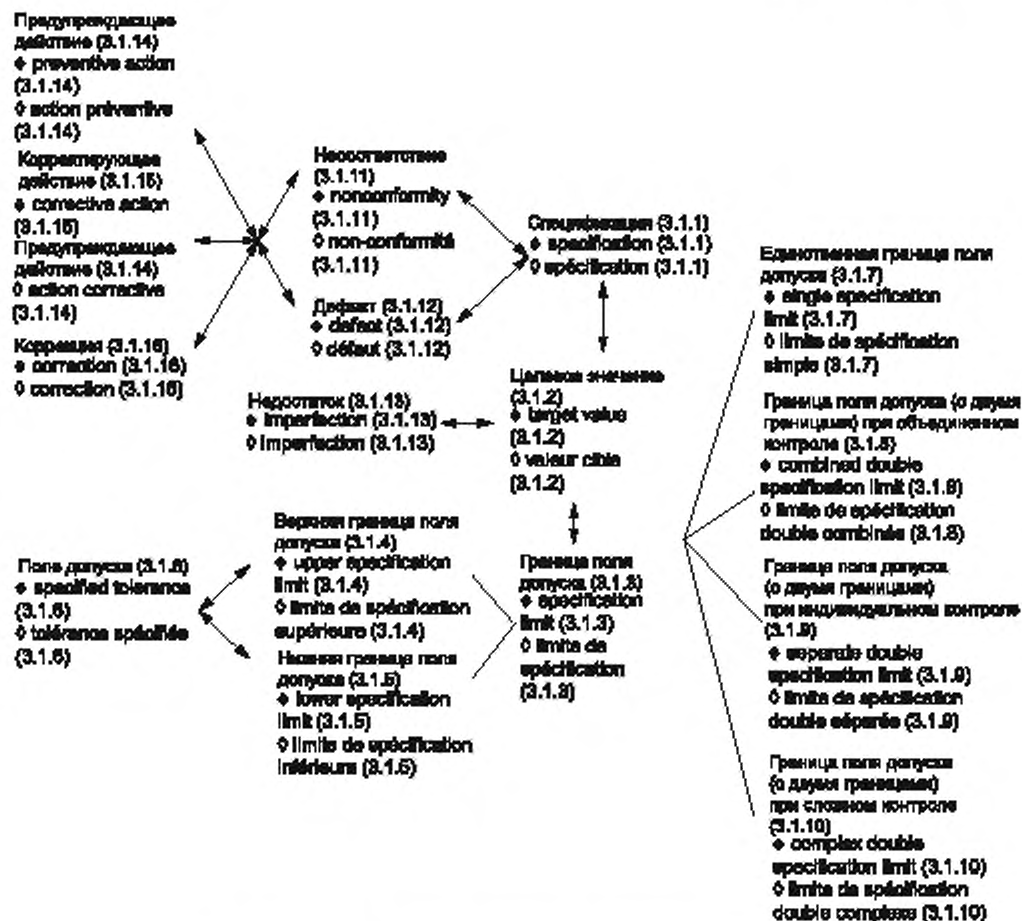 Предупреждающее
действие (3.1.14)
♦ preventive action
(3.1.14)
◊ action préventive
(3.1.14)
Корректирующее
действие (3.1.15)
♦ corrective action
(3.1.15)
Предупреждающее
действие (3.1.14)
◊ action corrective
(3.1.14)
Коррекция (3.1.16)
♦ correction (3.1.16)
◊ correction (3.1.16)
Несоответствие
(3.1.11)
♦ nonconformity
(3.1.11)
◊ non-conformité
(3.1.11)
Дефект (3.1.12)
♦ defect (3.1.12)
◊ défaut (3.1.12)
Спецификация (3.1.1)
♦ specification (3.1.1)
◊ spécification (3.1.1)
Недостаток (3.1.13)
♦ imperfection (3.1.13)
◊ imperfection (3.1.13)
Целевое значение
(3.1.2)
♦ target value
(3.1.2)
◊ valeur cible
(3.1.2)
Поле допуска (3.1.6)
♦ specified tolerance
(3.1.6)
◊ tolérance spécifiée
(3.1.6)
Верхняя граница поля
допуска (3.1.4)
♦ upper specification
limit (3.1.4)
◊ limite de spécification
supérieure (3.1.4)
Нижняя граница поля
допуска (3.1.5)
♦ lower specification
limit (3.1.5)
◊ limite de spécification
inférieure (3.1.5)
Граница поля
допуска (3.1.3)
♦ specification
limit (3.1.3)
◊ limite de
spécification
(3.1.3)
Единственная граница поля
допуска (3.1.7)
♦ single specification
limit (3.1.7)
◊ limite de spécification
simple (3.1.7)
Граница поля допуска (с двумя
границами) при объединенном
контроле (3.1.8)
♦ combined double
specification limit (3.1.8)
◊ limite de spécification
double combinée (3.1.8)
Граница поля допуска
(с двумя границами)
при индивидуальном контроле
(3.1.9)
♦ separate double
specification limit (3.1.9)
◊ limite de spécification
double séparée (3.1.9)
Граница поля допуска
(с двумя границами)
при сложном контроле
(3.1.10)
♦ complex double
specification limit (3.1.10)
◊ limite de spécification
double complexe (3.1.10)